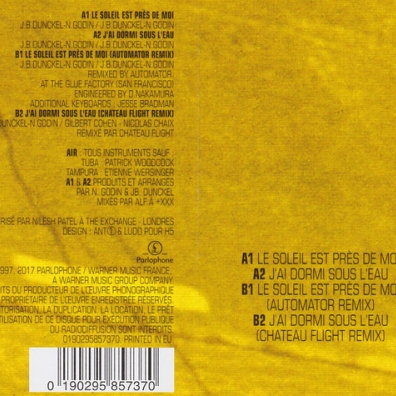 A1 LE SOLEIL EST PRÈS DE MOI
J.B.DUNCKEL-N GODIN / J.B.DUNCKEL-N GODIN
A2 J'AI DORMI SOUS L'EAU
J.B.DUNCKEL-N GODIN / J.B.DUNCKEL-N GODIN
B1 LE SOLEIL EST PRÈS DE MOI (AUTOMATOR REMIX)
J.B.DUNCKEL-N GODIN / J.B.DUNCKEL-N GODIN
REMIXED BY AUTOMATOR
AT THE GLUE FACTORY (SAN FRANCISCO)
ENGINEERED BY D.NAKAMURA
ADDITIONAL KEYBOARDS : JESSE BRADMAN
B2 J'AI DORMI SOUS L'EAU (CHATEAU FLIGHT REMIX)
DUNCKEL-N GODIN / GILBERT COHEN - NICOLAS CHAIX
REMIXÉ PAR CHATEAU FLIGHT
AIR : TOUS INSTRUMENTS SAUF :
TUBA : PATRICK WOODCOCK
TAMPURA : ETIENNE WERSINGER
A1 & A2 PRODUITS ET ARRANGÉS
PAR N. GODIN & JB. DUNCKEL
MIXÉS PAR ALF A +XXX
RISÉ PAR NILESH PATEL A THE EXCHANGE - LONDRES
DESIGN : ANTOI & LUDO POUR H5
Parlophone
997, 2017 PARLOPHONE / WARNER MUSIC FRANCE,
A WARNER MUSIC GROUP COMPANY.
ITS DU PRODUCTEUR DE L'ŒUVRE PHONOGRAPHIQUE
PROPRIÉTAIRE DE L'ŒUVRE ENREGISTRÉE RÉSERVÉS.
TORISATION, LA DUPLICATION, LA LOCATION, LE PRÊT
TILISATION DE CE DISQUE POUR EXÉCUTION PUBLIQUE
OU RADIODIFFUSION SONT INTERDITS.
0190295857370. PRINTED IN EU
0 190295 857370
A1 LE SOLEIL EST PRÈS DE MOI
A2 J'AI DORMI SOUS L'EAU
B1 LE SOLEIL EST PRÈS DE MOI
(AUTOMATOR REMIX)
B2 J'AI DORMI SOUS L'EAU
(CHATEAU FLIGHT REMIX)